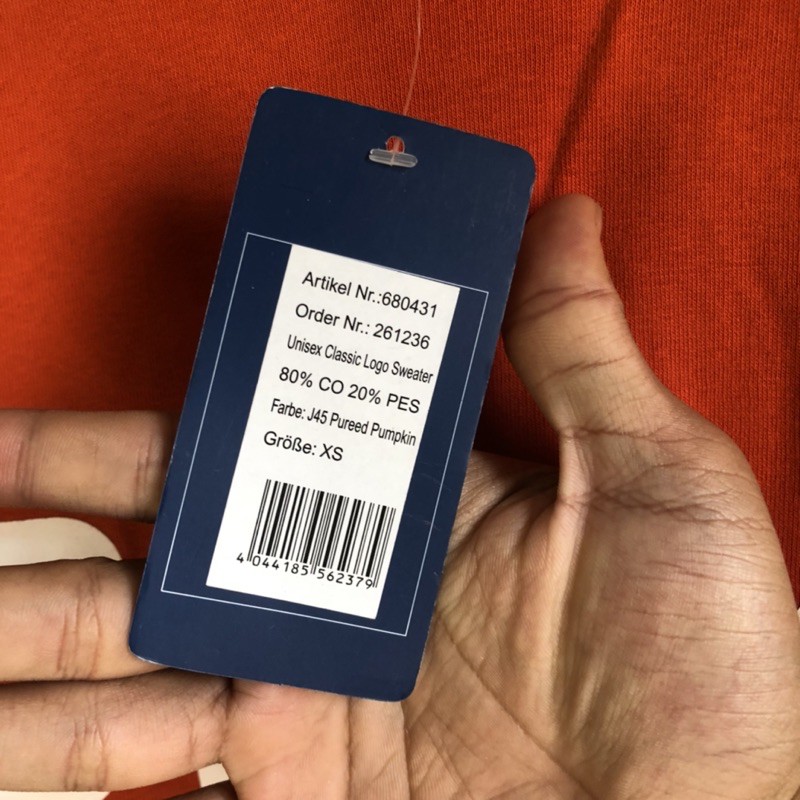 Artikel Nr.:680431
Order Nr.: 261236
Unisex Classic Logo Sweater
80% CO 20% PES
Farbe: J45 Pureed Pumpkin
Größe: XS
4 044185 562379